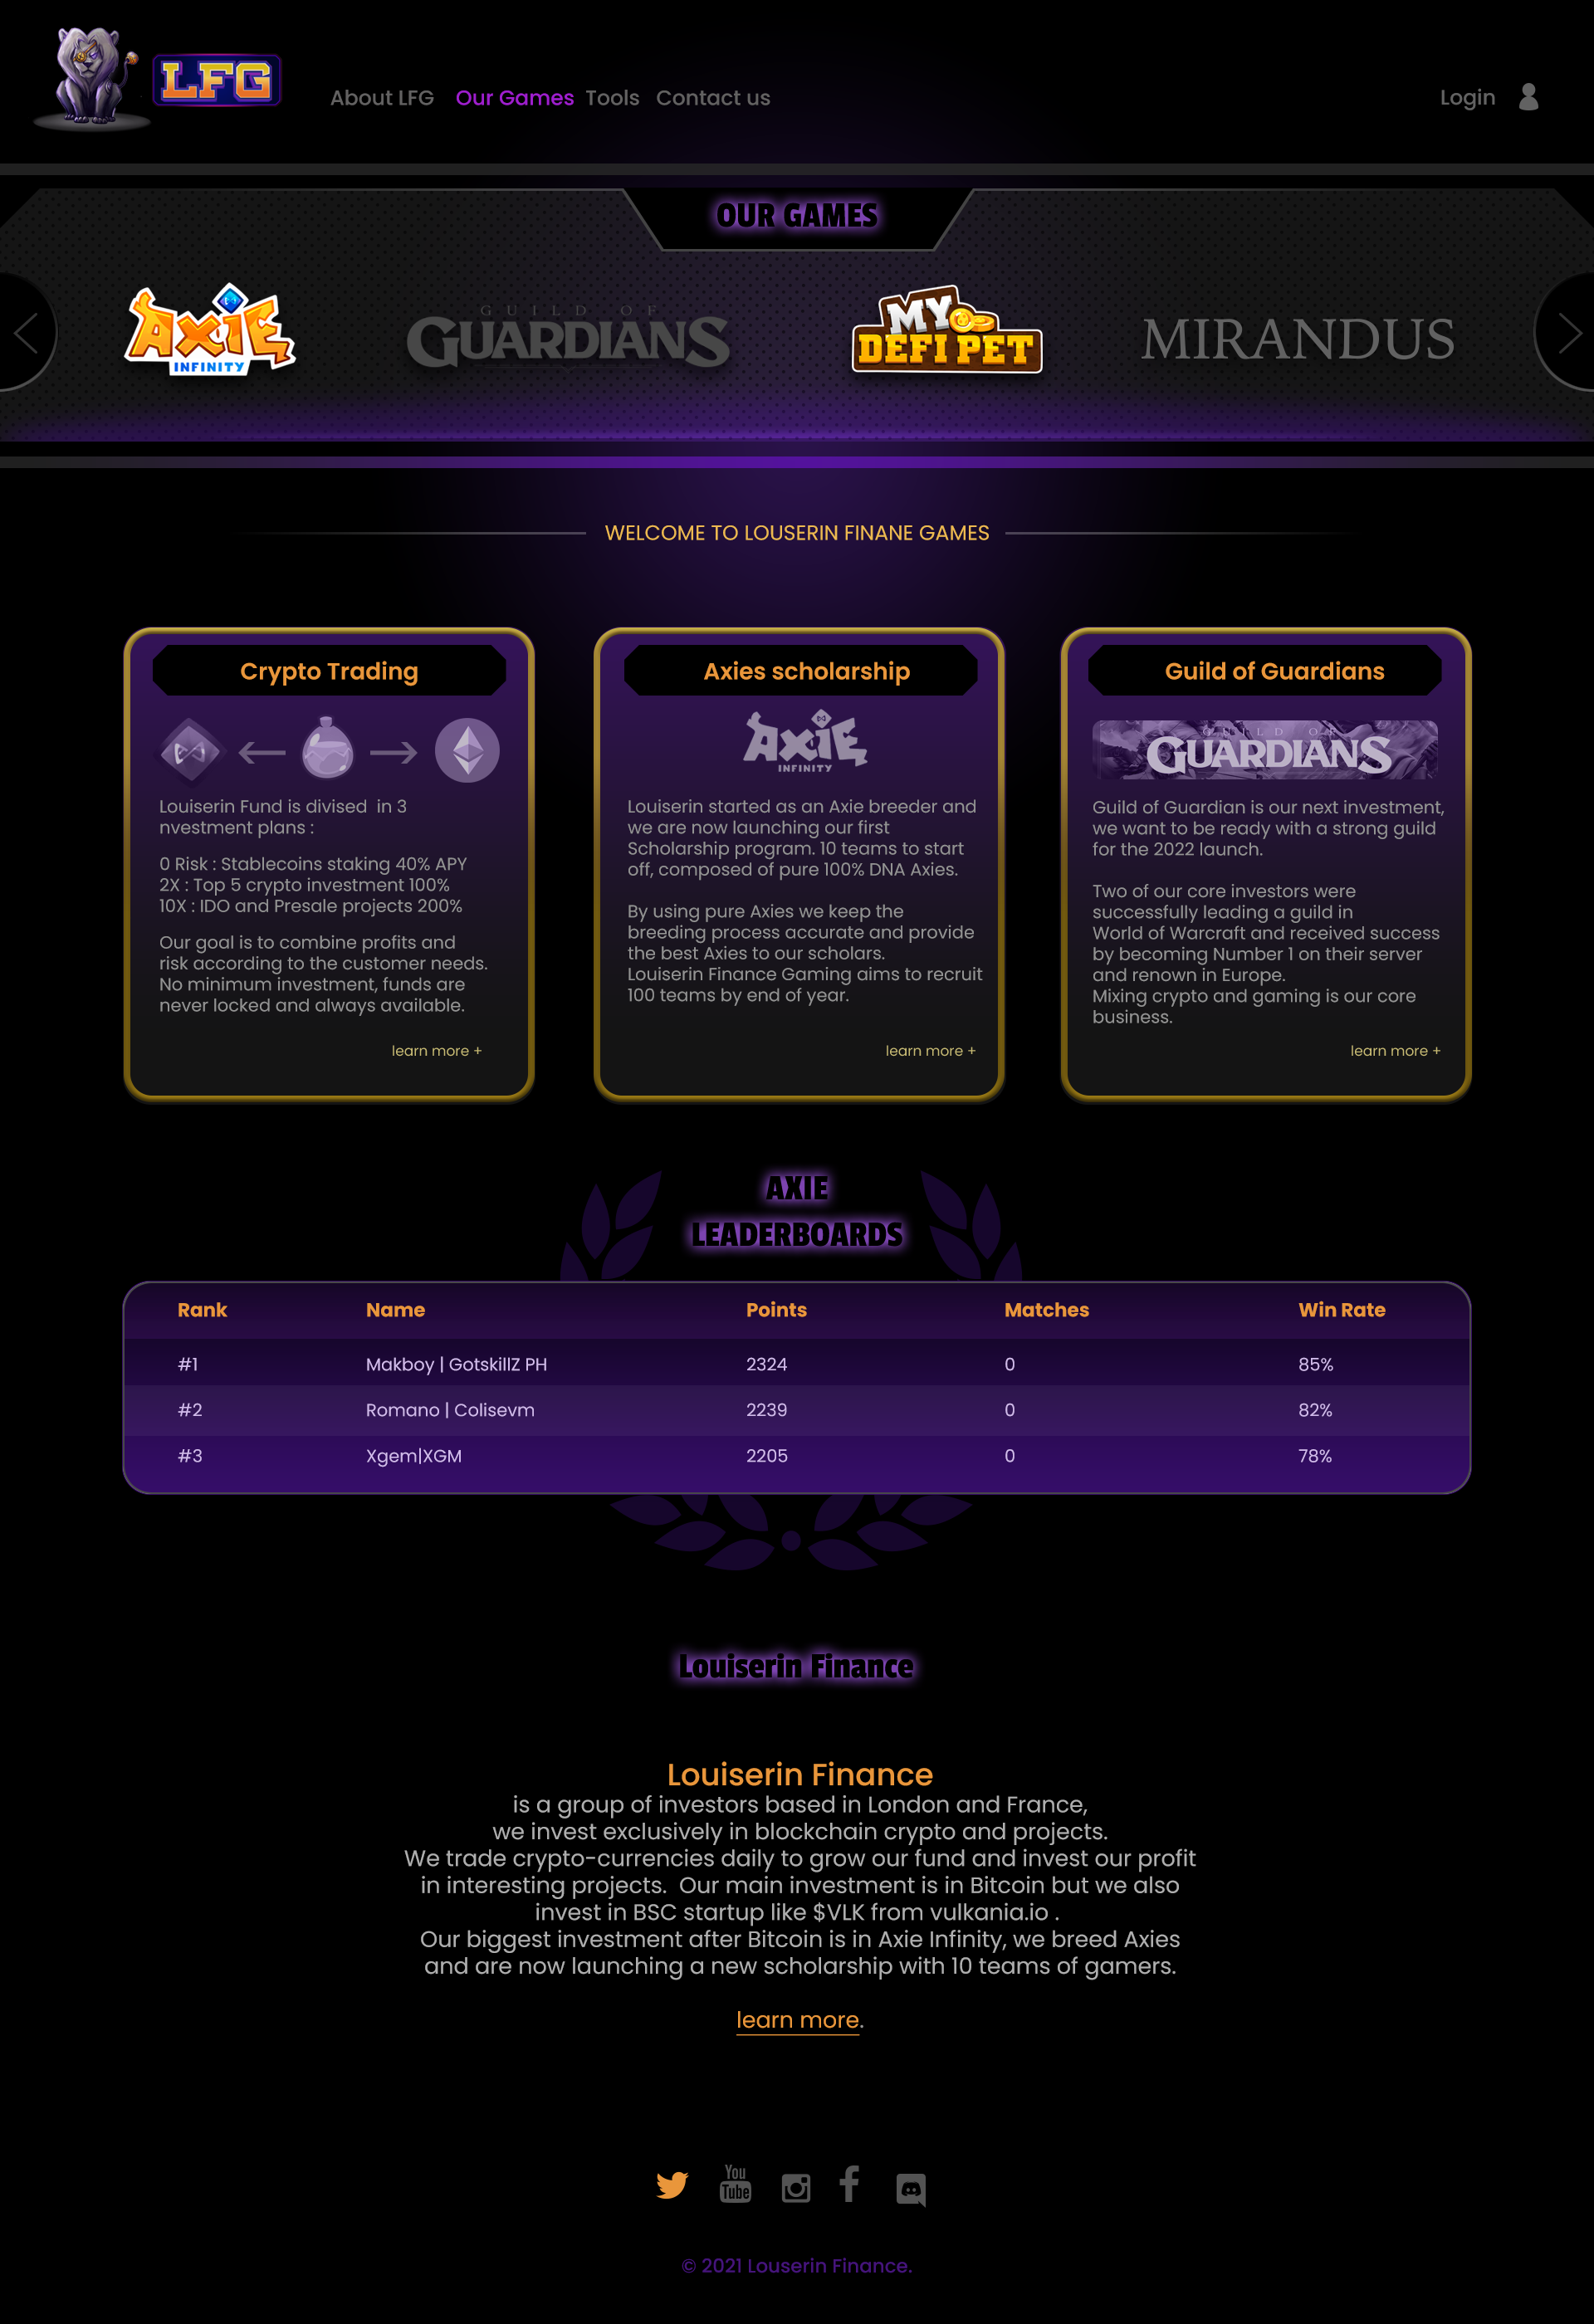 LFG
About LFG Our Games Tools Contact us
Login
OUR GAMES
AXIE
INFINITY
GUILD OF
GUARDIANS
MY
DEFI PET
MIRANDUS
WELCOME TO LOUSERIN FINANE GAMES
Crypto Trading
Louiserin Fund is divised in 3
nvestment plans :
0 Risk : Stablecoins staking 40% APY
2X : Top 5 crypto investment 100%
10X : IDO and Presale projects 200%
Our goal is to combine profits and
risk according to the customer needs.
No minimum investment, funds are
never locked and always available.
learn more +
Axies scholarship
AXIE
INFINITY
Louiserin started as an Axie breeder and
we are now launching our first
Scholarship program. 10 teams to start
off, composed of pure 100% DNA Axies.
By using pure Axies we keep the
breeding process accurate and provide
the best Axies to our scholars.
Louiserin Finance Gaming aims to recruit
100 teams by end of year.
learn more +
Guild of Guardians
GUILD OF
GUARDIANS
Guild of Guardian is our next investment,
we want to be ready with a strong guild
for the 2022 launch.
Two of our core investors were
successfully leading a guild in
World of Warcraft and received success
by becoming Number 1 on their server
and renown in Europe.
Mixing crypto and gaming is our core
business.
learn more +
AXIE
LEADERBOARDS
Rank Name Points Matches Win Rate
#1 Makboy | GotskillZ PH 2324 0 85%
#2 Romano | Colisevm 2239 0 82%
#3 Xgem|XGM 2205 0 78%
Louiserin Finance
Louiserin Finance
is a group of investors based in London and France,
we invest exclusively in blockchain crypto and projects.
We trade crypto-currencies daily to grow our fund and invest our profit
in interesting projects. Our main investment is in Bitcoin but we also
invest in BSC startup like $VLK from vulkania.io .
Our biggest investment after Bitcoin is in Axie Infinity, we breed Axies
and are now launching a new scholarship with 10 teams of gamers.
learn more.
You
Tube
© 2021 Louserin Finance.